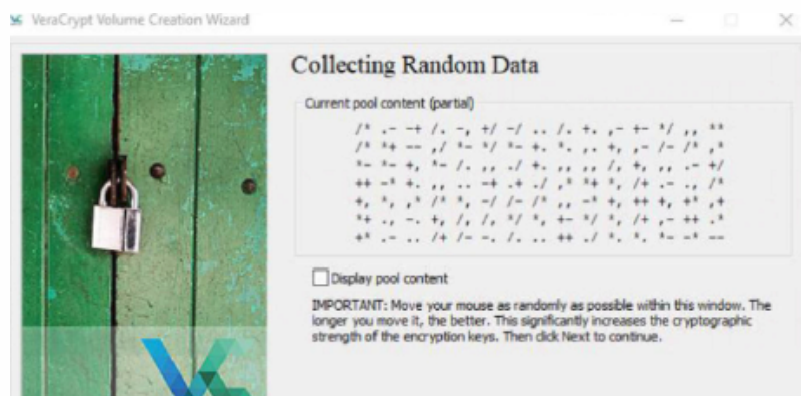 VeraCrypt Volume Creation Wizard
Collecting Random Data
Current pool content (partial)
/* .- -+ /. -, +/ -/ .. /. +. ,- +- */ ,, **
/* *+ -- ,/ *- */ *- +. *. ,. +, ,- /- /* ,*
*- *- +, *- /. ,, ./ +. ,, ,, /, +, ,, .- +/
++ -* +. ,, .. -+ .+ ./ ,* *+ *, /+ .- ., /*
+, *, ,* /* *, -/ /- /* ,, -* +, ++ +, +* ,+
*+ ., -. +, /, /, */ *, +- */ *, /+ ,- ++ .*
+* .- .. /+ /- -. /. .. ++ ./ *. *. *- -* --
Display pool content
IMPORTANT: Move your mouse as randomly as possible within this window. The
longer you move it, the better. This significantly increases the cryptographic
strength of the encryption keys. Then click Next to continue.